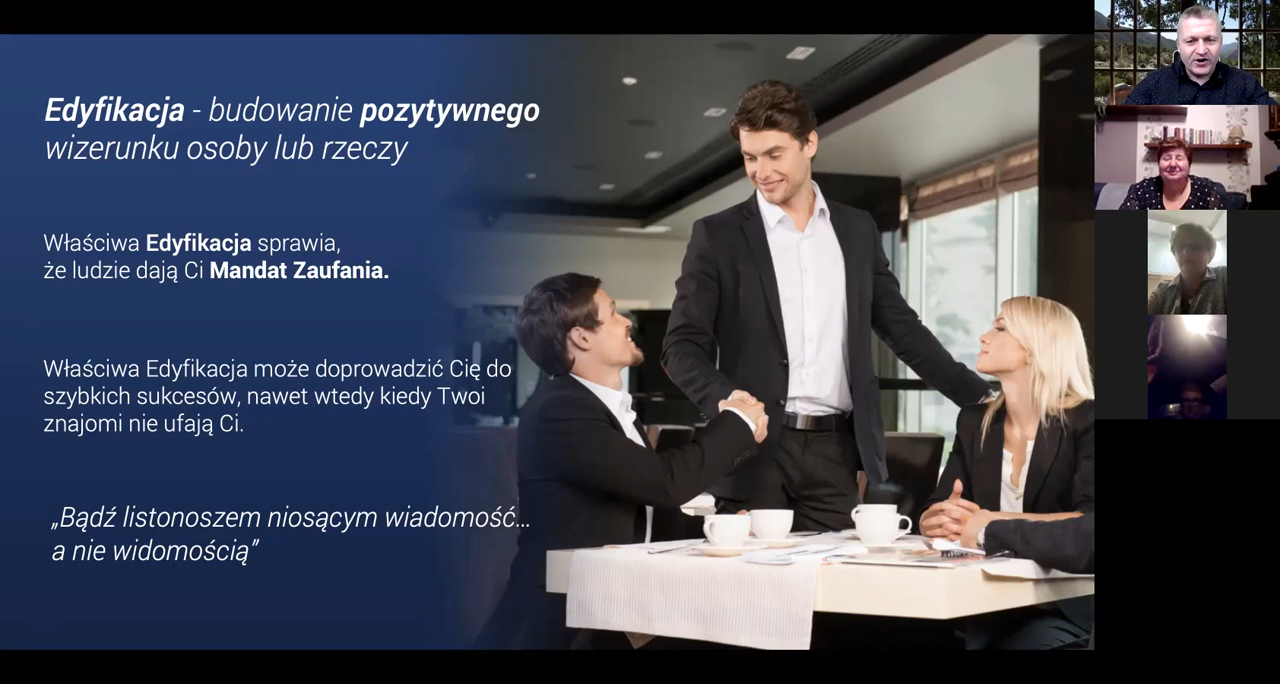 Edyfikacja - budowanie pozytywnego
wizerunku osoby lub rzeczy
Właściwa Edyfikacja sprawia,
że ludzie dają Ci Mandat Zaufania.
Właściwa Edyfikacja może doprowadzić Cię do
szybkich sukcesów, nawet wtedy kiedy Twoi
znajomi nie ufają Ci.
„Bądź listonoszem niosącym wiadomość...
a nie widomością”